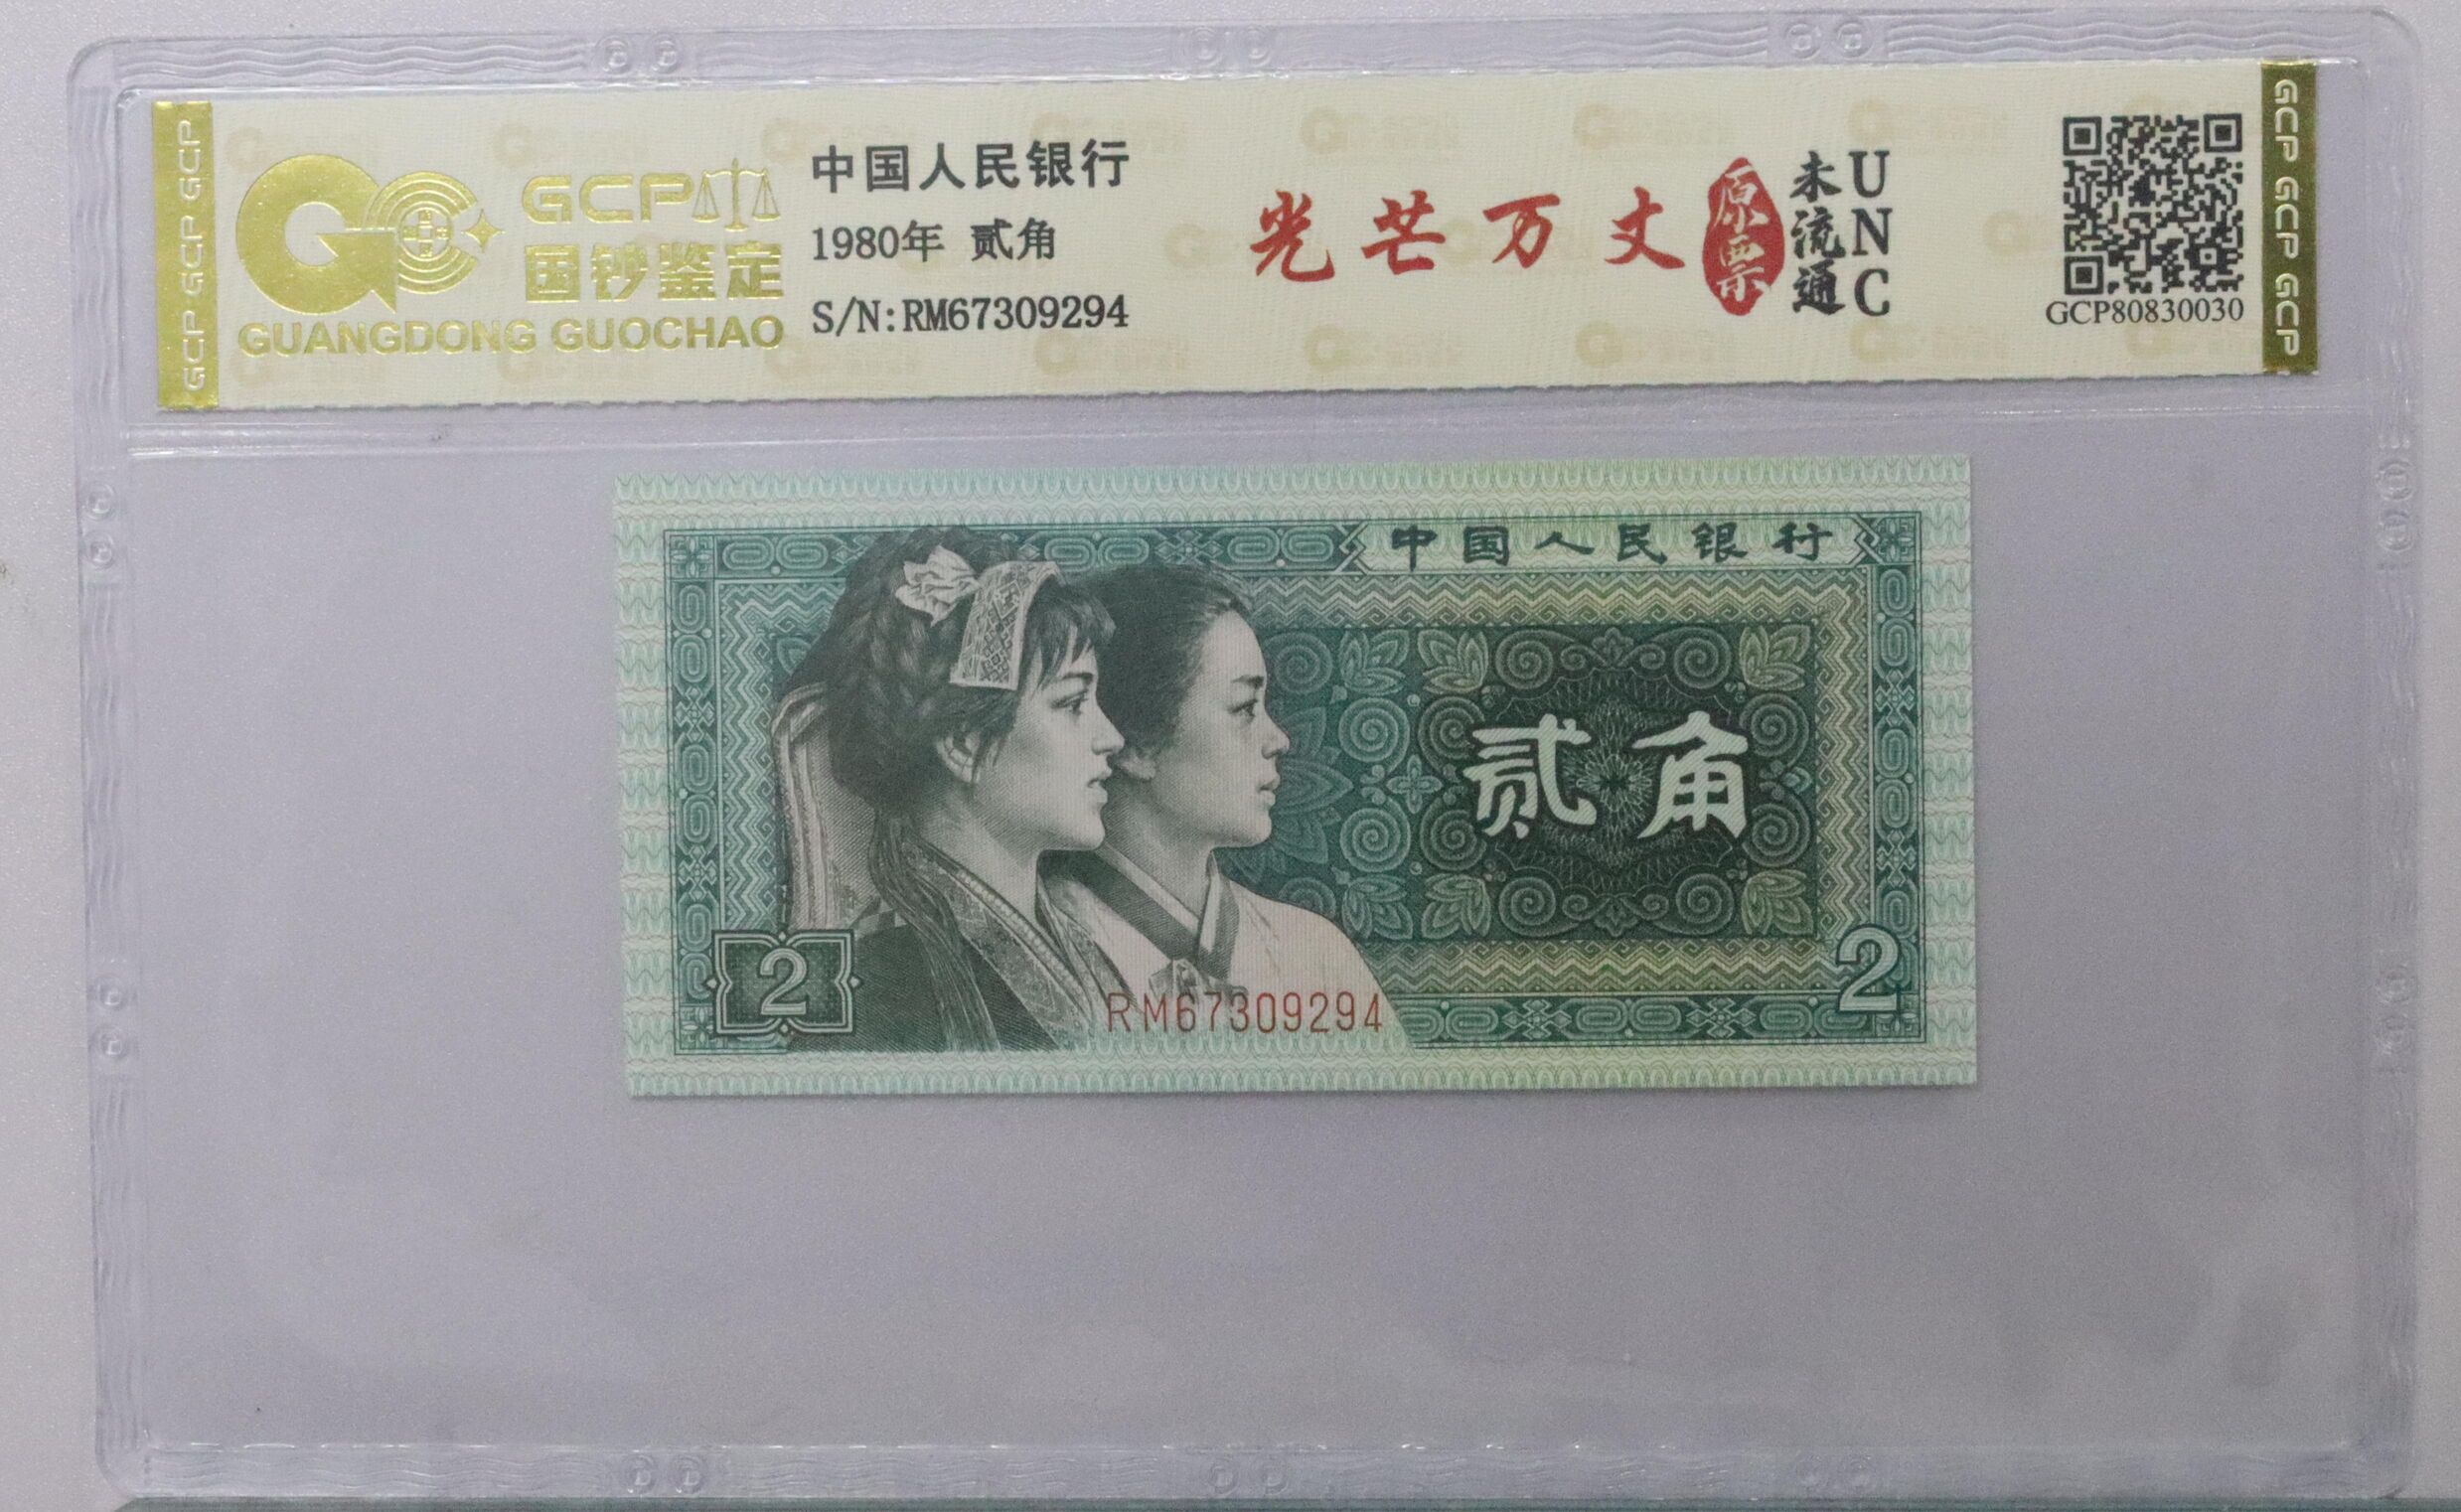 GCP GCP GCP
GCP
国钞鉴定
GUANGDONG GUOCHAO
中国人民银行
1980年 贰角
S/N:RM67309294
光芒万丈
原票
未流通
UNC
GCP80830030
GCP GCP GCP
中国人民银行
贰角
2
RM67309294
2